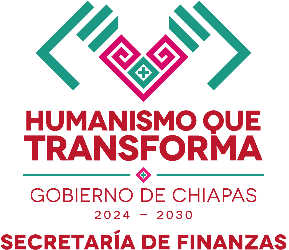 HUMANISMO QUE
TRANSFORMA
GOBIERNO DE CHIAPAS
2024 – 2030
SECRETARÍA DE FINANZAS